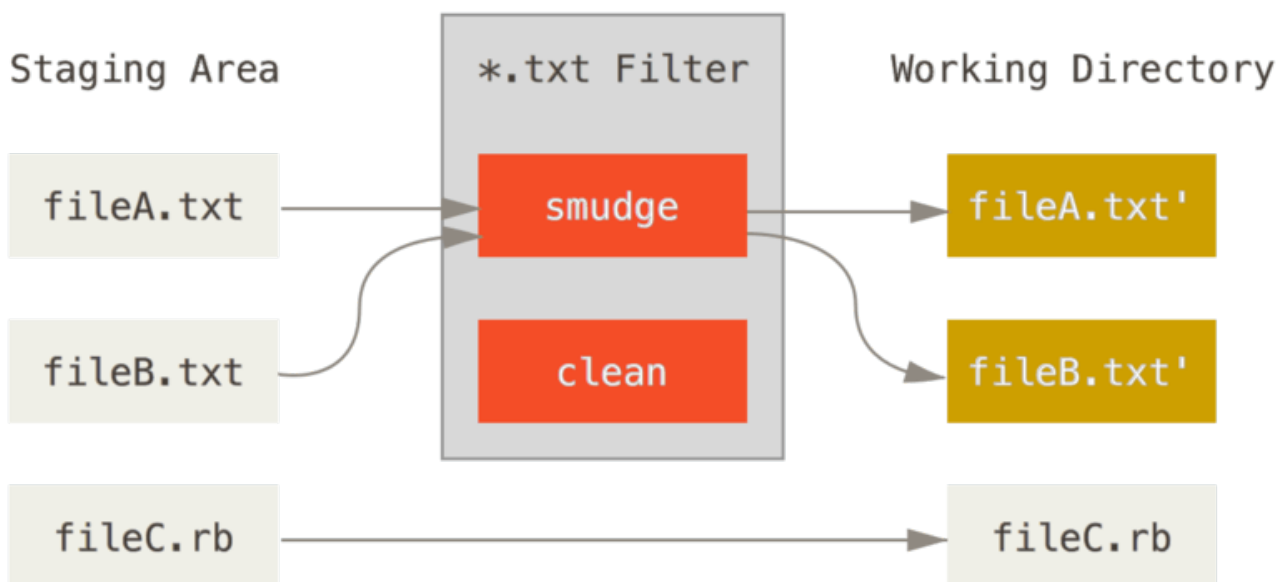 Staging Area
*.txt Filter
Working Directory
fileA.txt
smudge
fileA.txt'
fileB.txt
clean
fileB.txt'
fileC.rb
fileC.rb